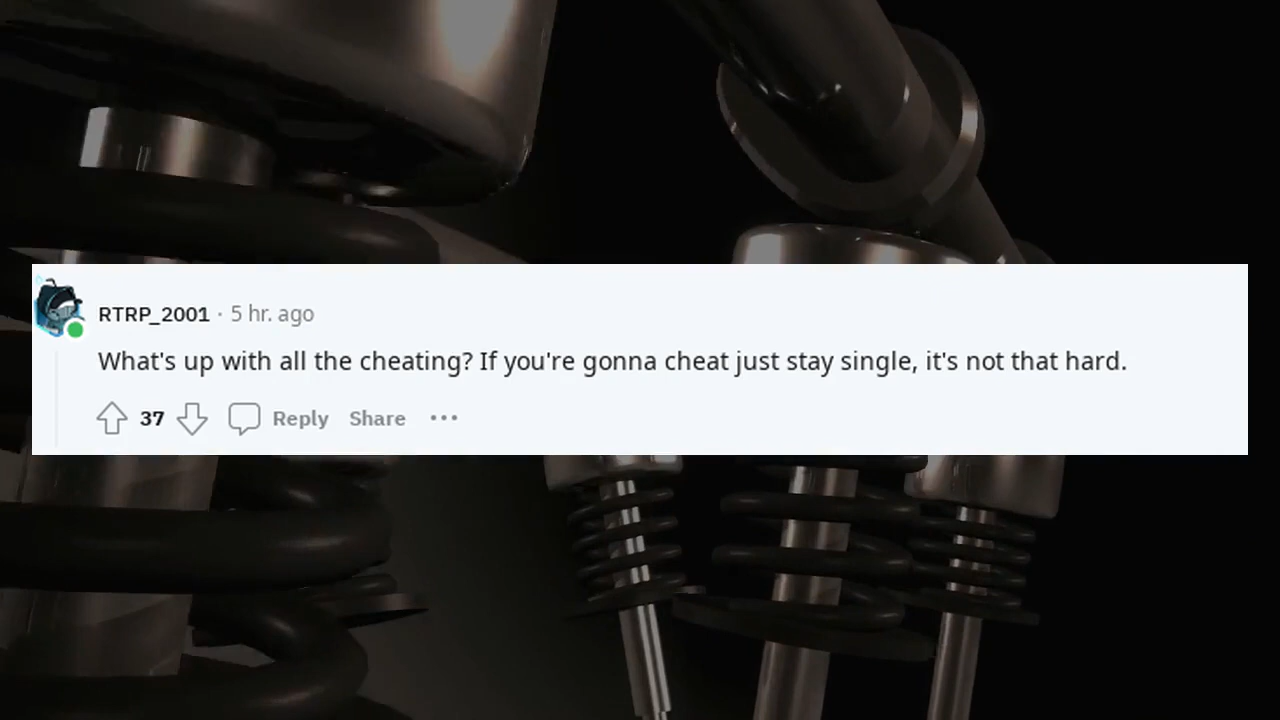 RTRP_2001 · 5 hr. ago
What's up with all the cheating? If you're gonna cheat just stay single, it's not that hard.
37 Reply Share ···